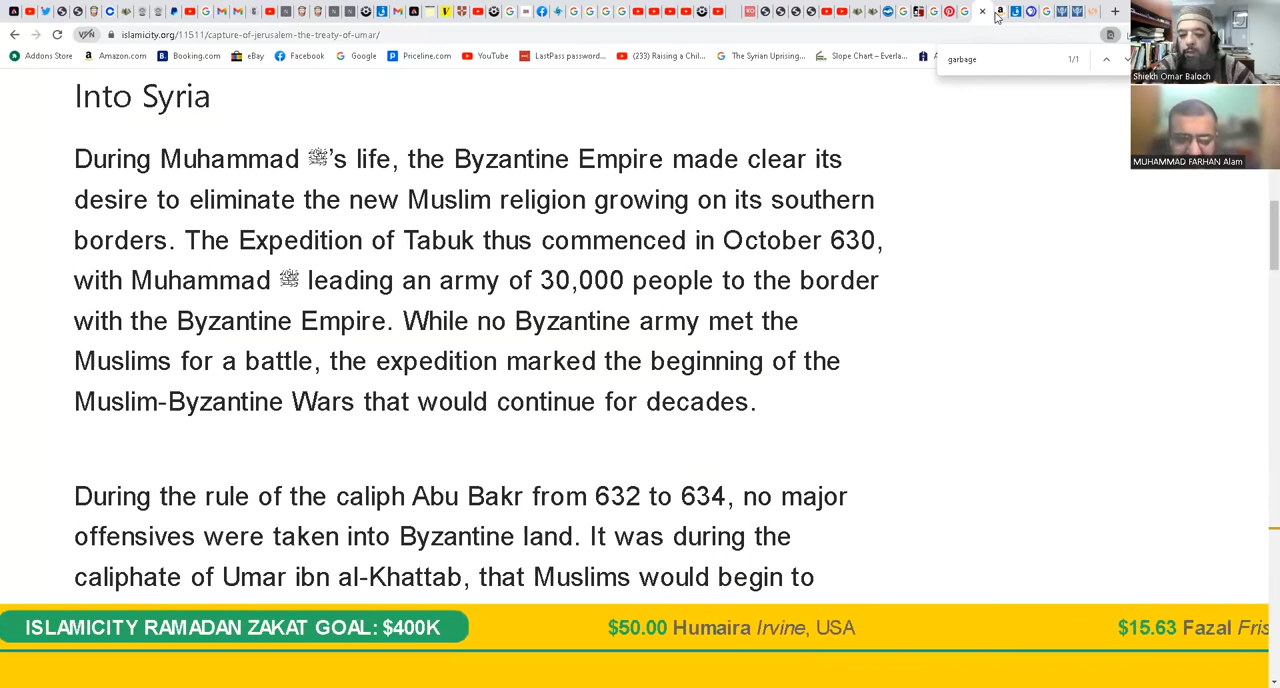 islamicity.org/11511/capture-of-jerusalem-the-treaty-of-umar/
Addons Store
Amazon.com
Booking.com
eBay
Facebook
Google
Priceline.com
YouTube
LastPass password...
(233) Raising a Chil...
The Syrian Uprising...
Slope Chart – Everla...
garbage
1/1
Shiekh Omar Baloch
MUHAMMAD FARHAN Alam
Into Syria
During Muhammad ﷺ’s life, the Byzantine Empire made clear its
desire to eliminate the new Muslim religion growing on its southern
borders. The Expedition of Tabuk thus commenced in October 630,
with Muhammad ﷺ leading an army of 30,000 people to the border
with the Byzantine Empire. While no Byzantine army met the
Muslims for a battle, the expedition marked the beginning of the
Muslim-Byzantine Wars that would continue for decades.
During the rule of the caliph Abu Bakr from 632 to 634, no major
offensives were taken into Byzantine land. It was during the
caliphate of Umar ibn al-Khattab, that Muslims would begin to
ISLAMICITY RAMADAN ZAKAT GOAL: $400K
$50.00 Humaira Irvine, USA
$15.63 Fazal Fris